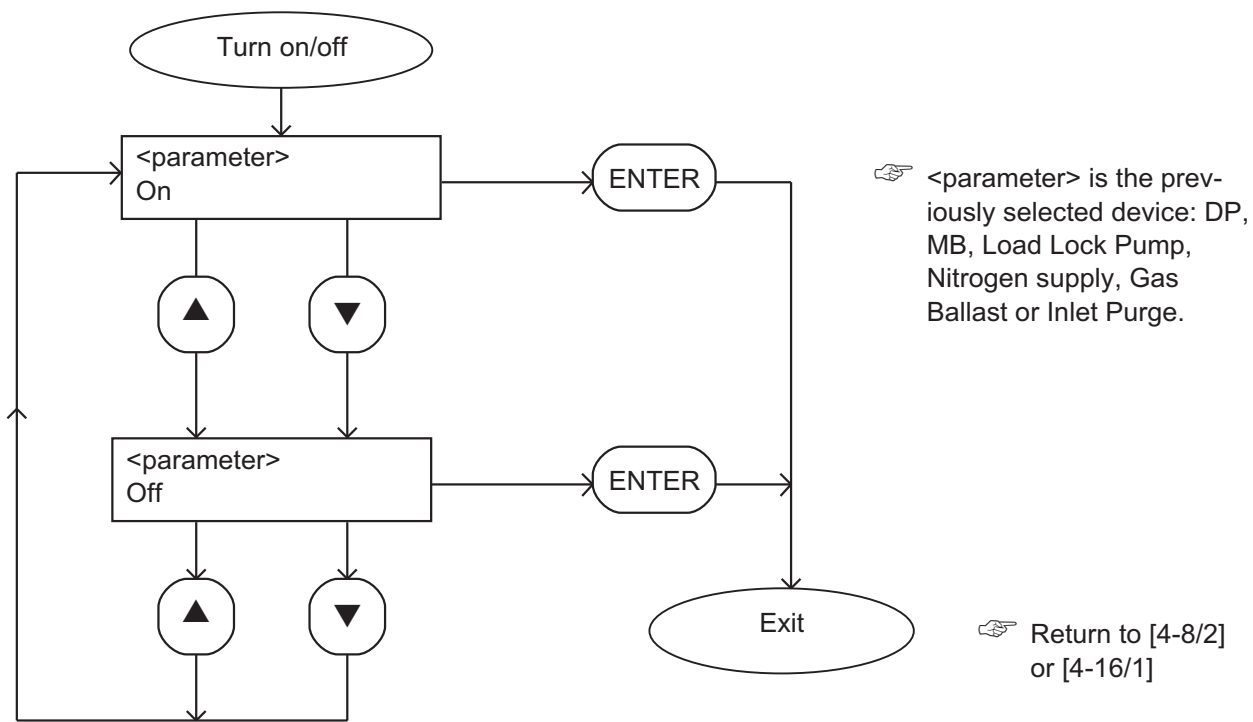 Turn on/off
<parameter>
On
ENTER
☞ <parameter> is the prev-
iously selected device: DP,
MB, Load Lock Pump,
Nitrogen supply, Gas
Ballast or Inlet Purge.
▲ ▼
<parameter>
Off
ENTER
▲ ▼
Exit
☞ Return to [4-8/2]
or [4-16/1]